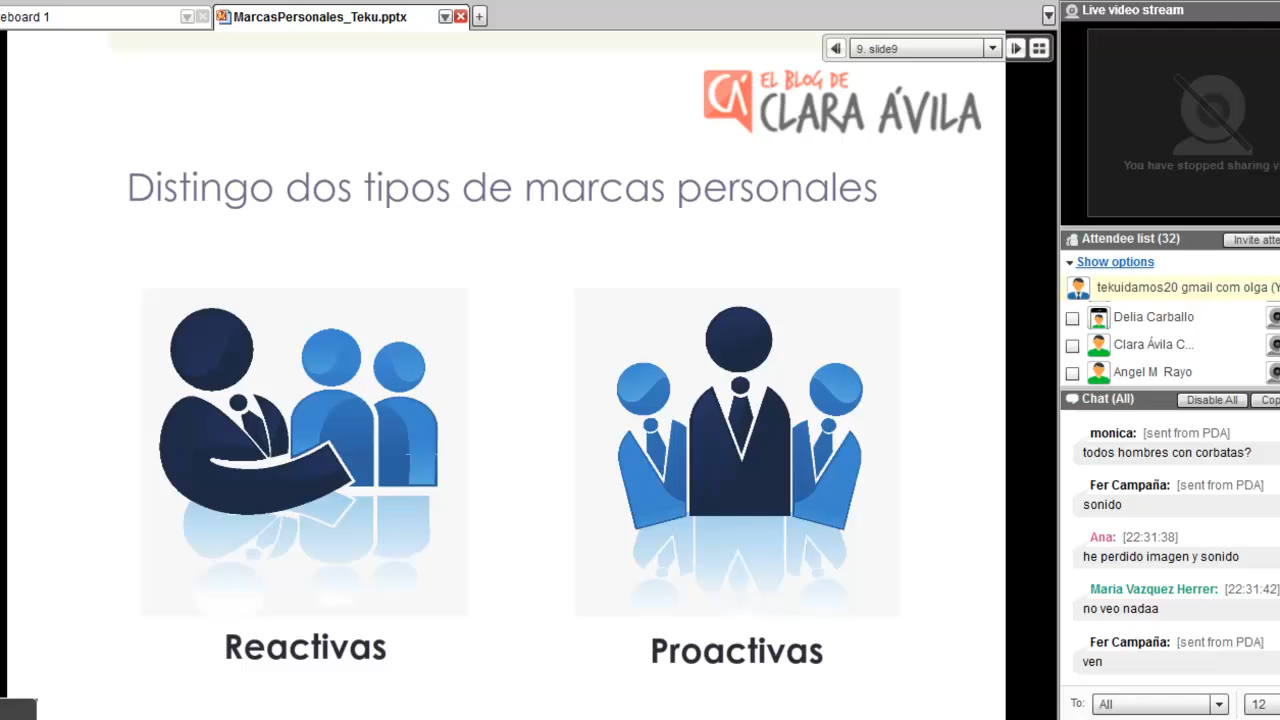 eboard 1
MarcasPersonales_Teku.pptx
9. slide9
EL BLOG DE
CLARA ÁVILA
CÁ
Distingo dos tipos de marcas personales
Reactivas
Proactivas
Live video stream
You have stopped sharing
Attendee list (32)
Invite atte
Show options
tekuidamos20 gmail com olga (Y
Delia Carballo
Clara Ávila C...
Angel M Rayo
Chat (All)
Disable All
Cop
monica: [sent from PDA]
todos hombres con corbatas?
Fer Campaña: [sent from PDA]
sonido
Ana: [22:31:38]
he perdido imagen y sonido
Maria Vazquez Herrer: [22:31:42]
no veo nadaa
Fer Campaña: [sent from PDA]
ven
To:
All
12